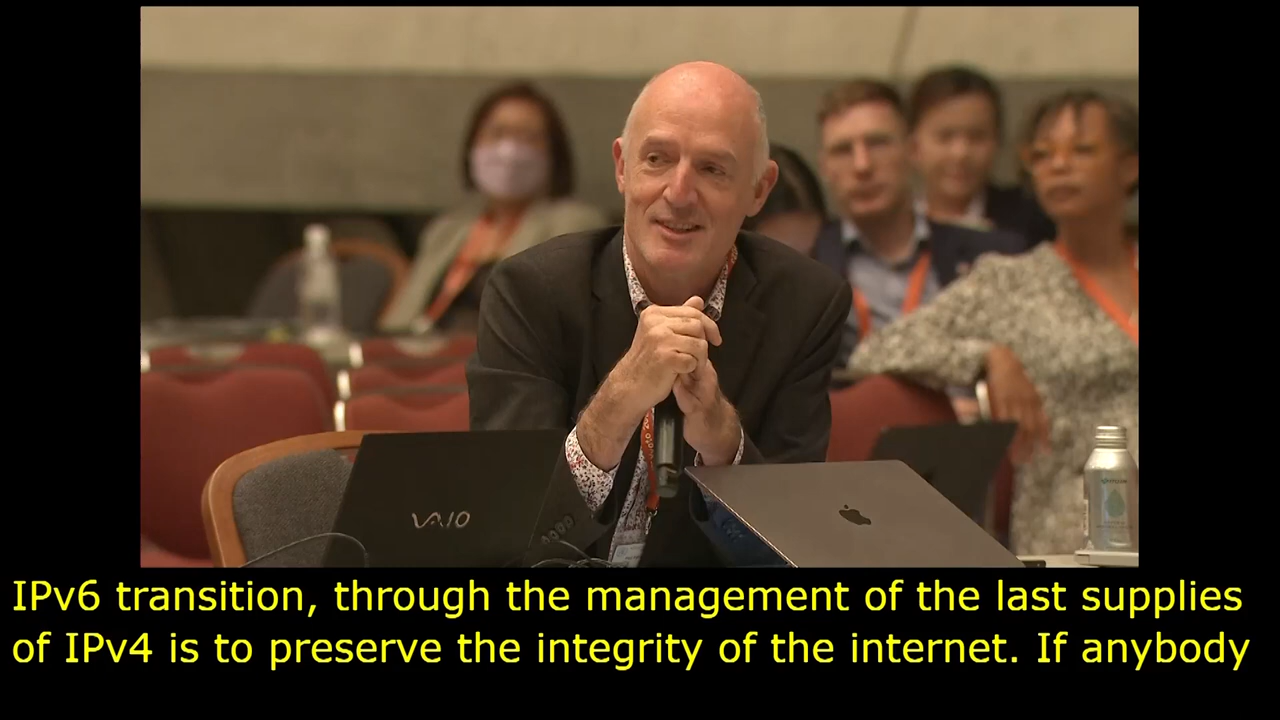 VAIO
IPv6 transition, through the management of the last supplies
of IPv4 is to preserve the integrity of the internet. If anybody